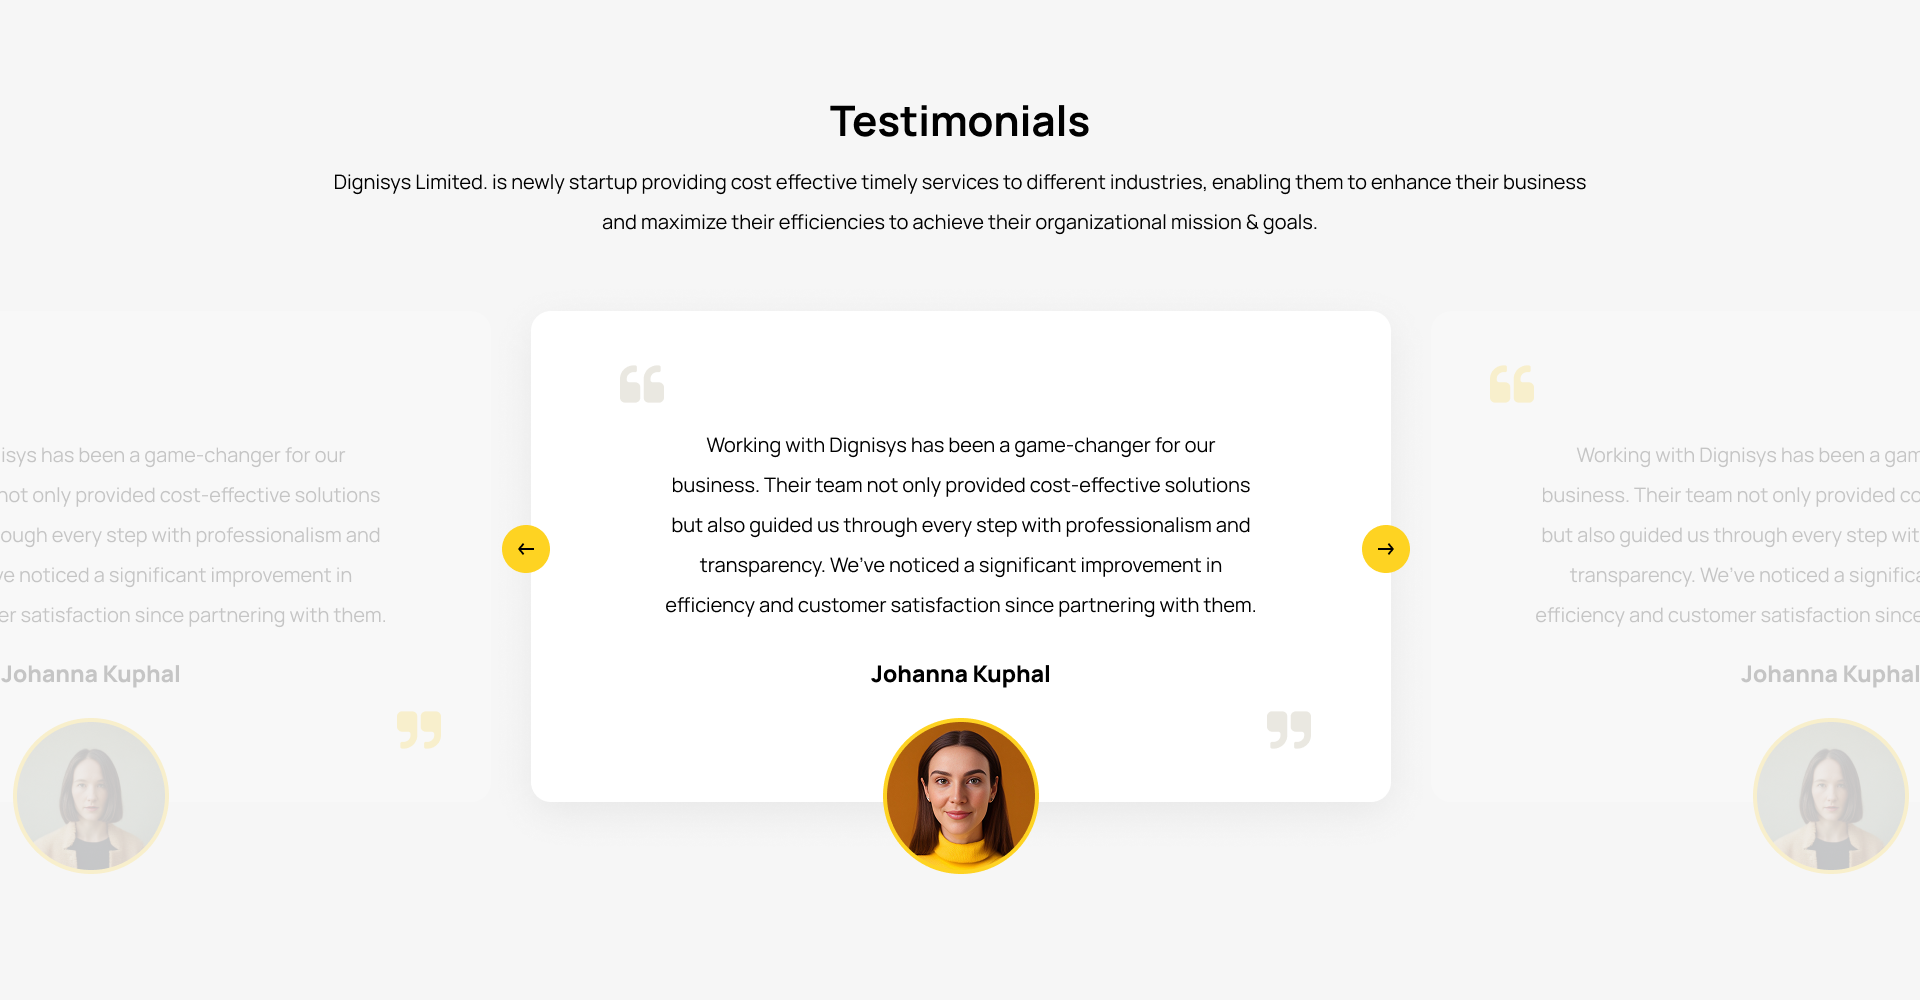 Testimonials
Dignisys Limited. is newly startup providing cost effective timely services to different industries, enabling them to enhance their business
and maximize their efficiencies to achieve their organizational mission & goals.
isys has been a game-changer for our
not only provided cost-effective solutions
ough every step with professionalism and
ve noticed a significant improvement in
er satisfaction since partnering with them.
Johanna Kuphal
“
Working with Dignisys has been a game-changer for our
business. Their team not only provided cost-effective solutions
but also guided us through every step with professionalism and
transparency. We've noticed a significant improvement in
efficiency and customer satisfaction since partnering with them.
Johanna Kuphal
”
“
Working with Dignisys has been a gam
business. Their team not only provided co
but also guided us through every step wit
transparency. We've noticed a significa
efficiency and customer satisfaction since
Johanna Kuphal